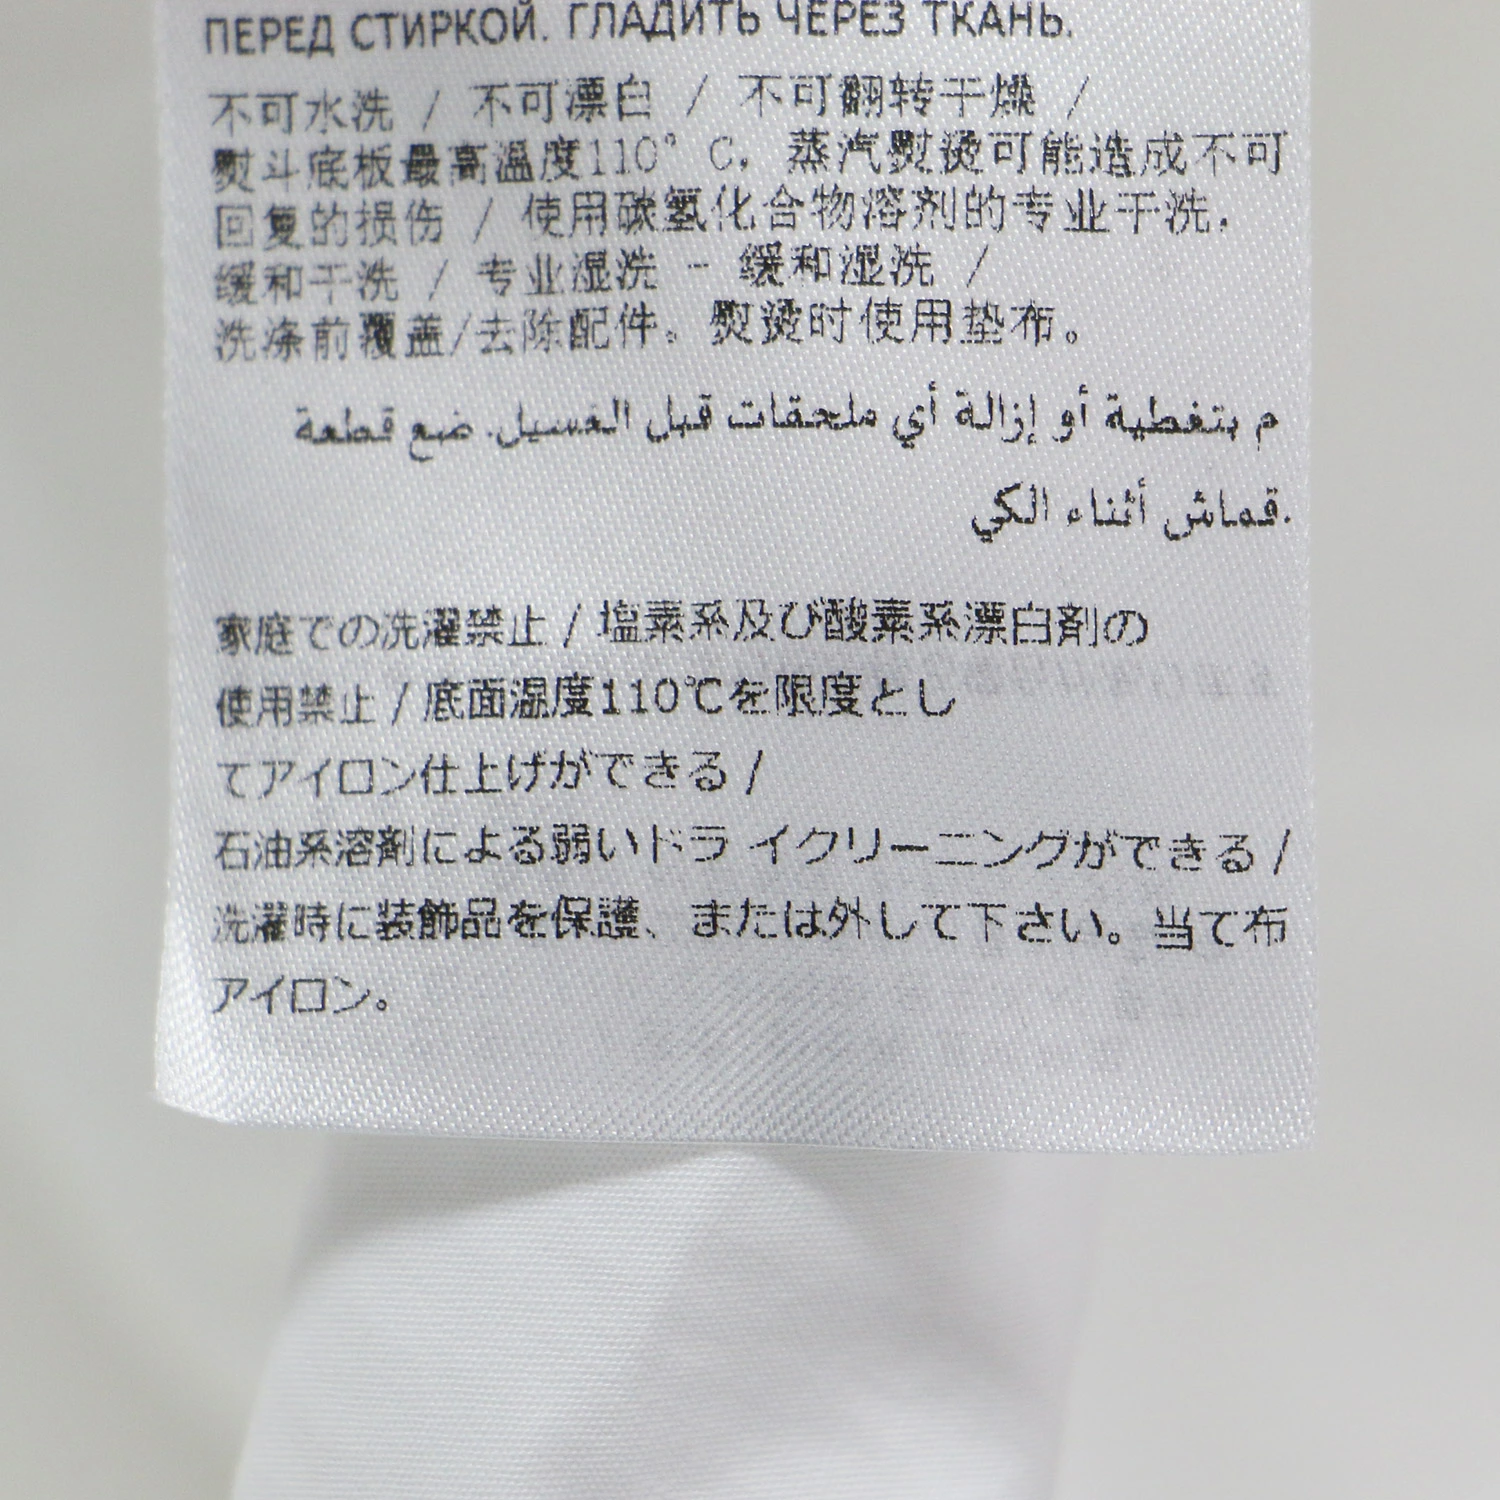 ПЕРЕД СТИРКОЙ. ГЛАДИТЬ ЧЕРЕЗ ТКАНЬ.
不可水洗 / 不可漂白 / 不可翻转干燥 /
熨斗底板最高温度110° C，蒸汽熨烫可能造成不可
回复的损伤 / 使用碳氢化合物溶剂的专业干洗，
缓和干洗 / 专业湿洗 - 缓和湿洗 /
洗涤前覆盖/去除配件。熨烫时使用垫布。
م بتغطية أو إزالة أي ملحقات قبل الغسيل. ضع قطعة
.قماش أثناء الكي
家庭での洗濯禁止 / 塩素系及び酸素系漂白剤の
使用禁止 / 底面温度110℃を限度とし
てアイロン仕上げができる /
石油系溶剤による弱いドラ イクリーニングができる /
洗濯時に装飾品を保護、または外して下さい。当て布
アイロン。